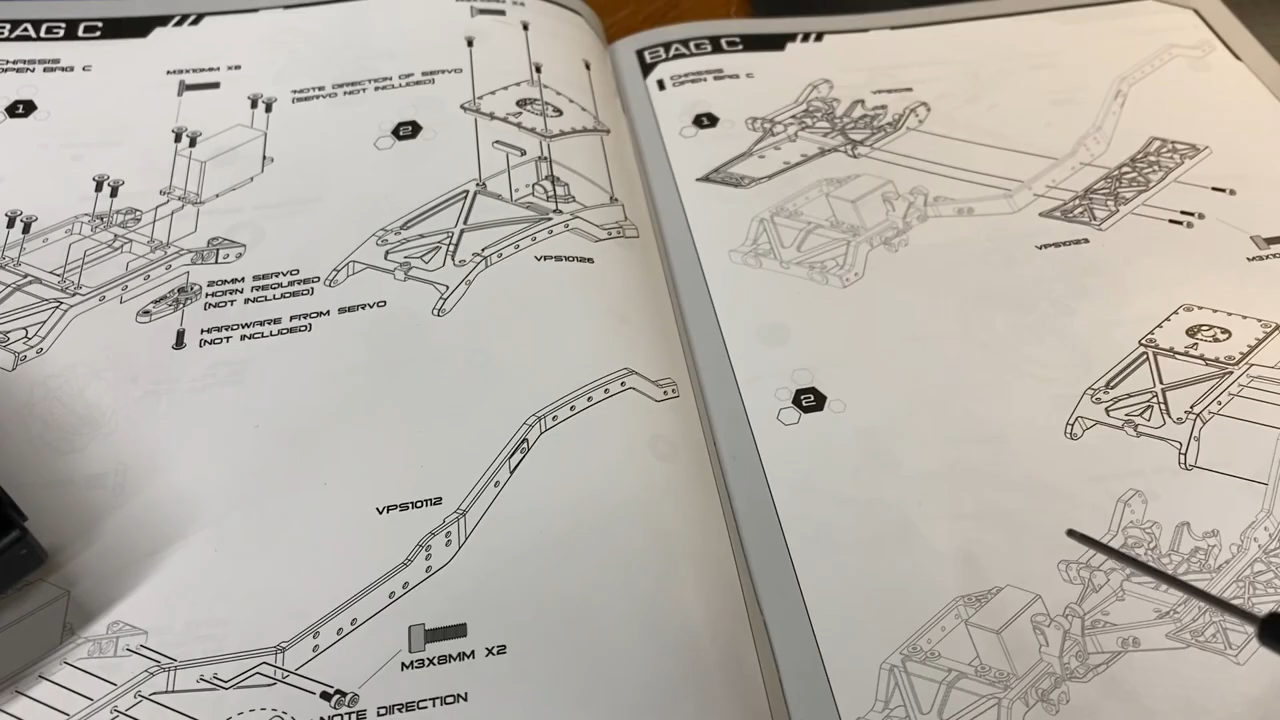 BAG C
CHASSIS
OPEN BAG C
1
M3X10MM X8
*NOTE DIRECTION OF SERVO
(SERVO NOT INCLUDED)
2
X4
VPS10126
20MM SERVO
HORN REQUIRED
(NOT INCLUDED)
HARDWARE FROM SERVO
(NOT INCLUDED)
VPS10112
M3X8MM X2
NOTE DIRECTION
BAG C
CHASSIS
OPEN BAG C
1
VPS10123
M3X10
2